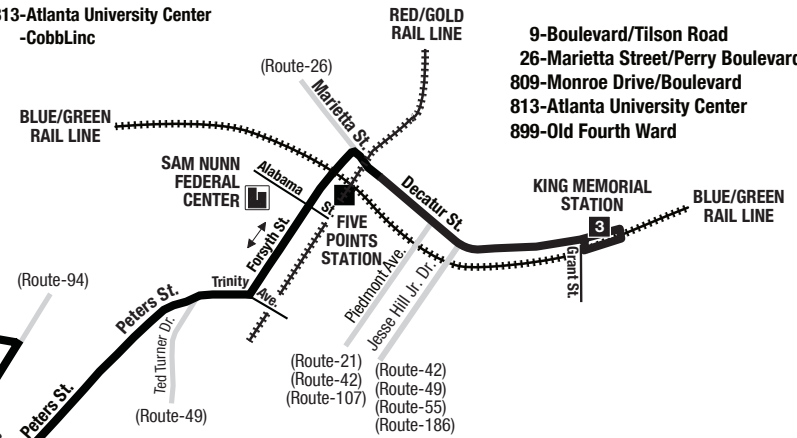 813-Atlanta University Center
-CobbLinc
RED/GOLD
RAIL LINE
9-Boulevard/Tilson Road
26-Marietta Street/Perry Boulevard
809-Monroe Drive/Boulevard
813-Atlanta University Center
899-Old Fourth Ward
(Route-26)
Marietta St.
BLUE/GREEN
RAIL LINE
SAM NUNN
FEDERAL
CENTER
Alabama
St.
Decatur St.
KING MEMORIAL
STATION
3
BLUE/GREEN
RAIL LINE
FIVE
POINTS
STATION
Forsyth St.
Piedmont Ave.
Jesse Hill Jr. Dr.
Grant St.
(Route-94)
Trinity
Ave.
Peters St.
Ted Turner Dr.
(Route-21)
(Route-42)
(Route-107)
(Route-42)
(Route-49)
(Route-55)
(Route-186)
(Route-49)
Peters St.